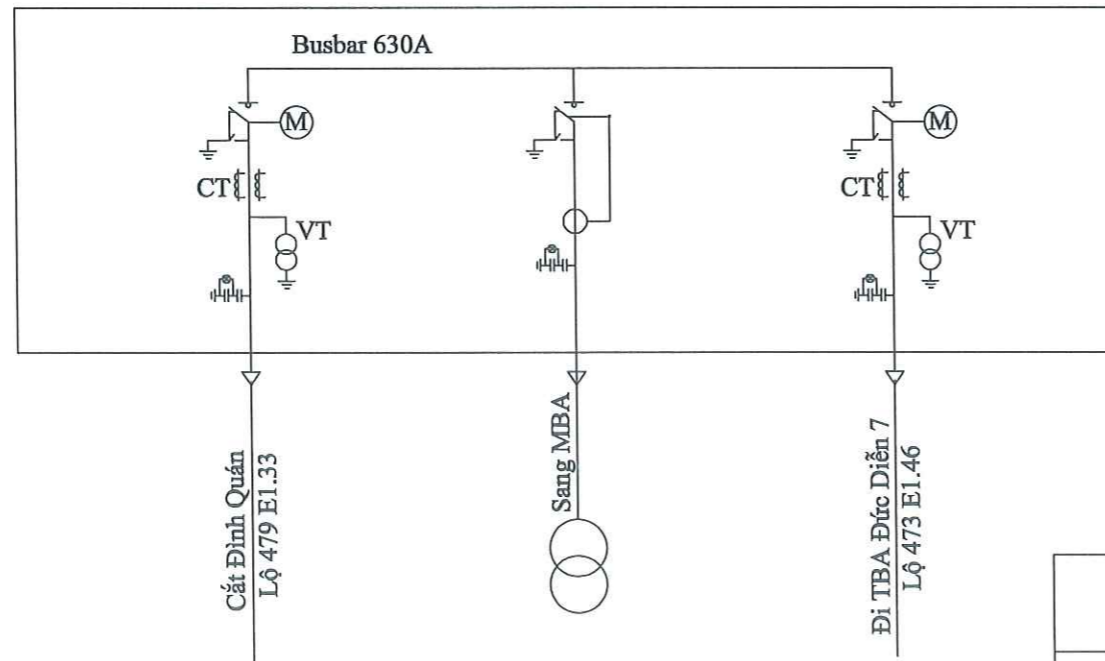 Busbar 630A
M
M
CT
VT
CT
VT
Cắt Đình Quán
Lộ 479 E1.33
Sang MBA
Đi TBA Đức Diễn 7
Lộ 473 E1.46